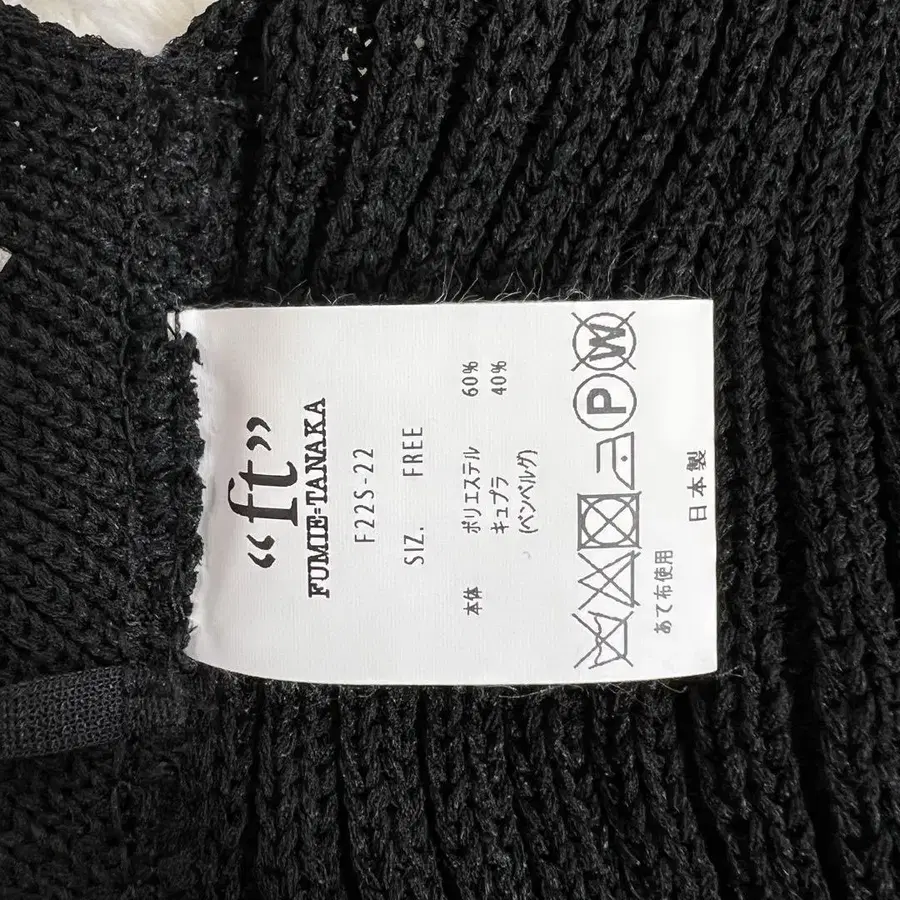 “ft”
FUMIE=TANAKA
F22S-22
SIZ. FREE
本体 ポリエステル 60%
キュプラ 40%
(ベンベルグ)
W
P
あて布使用
日本製